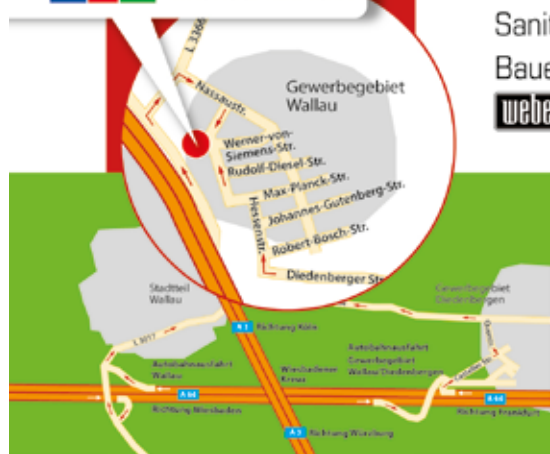 Sani
Baue
webe
L 3366
Nassaustr.
Gewerbegebiet
Wallau
Werner-von-
Siemens-Str.
Rudolf-Diesel-Str.
Max-Planck-Str.
Johannes-Gutenberg-Str.
Hessenstr.
Robert-Bosch-Str.
Diedenberger Str
Stadtteil
Wallau
Gewerbegebiet
Diedenbergen
L 3017
A 3 Richtung Köln
Autobahnausfahrt
Wallau
Wiesbadener
Kreuz
Autobahnausfahrt
Gewerbegebiet
Wallau/Diedenbergen
A 66
Richtung Wiesbaden
A 66
Richtung Frankfurt
A 3 Richtung Würzburg